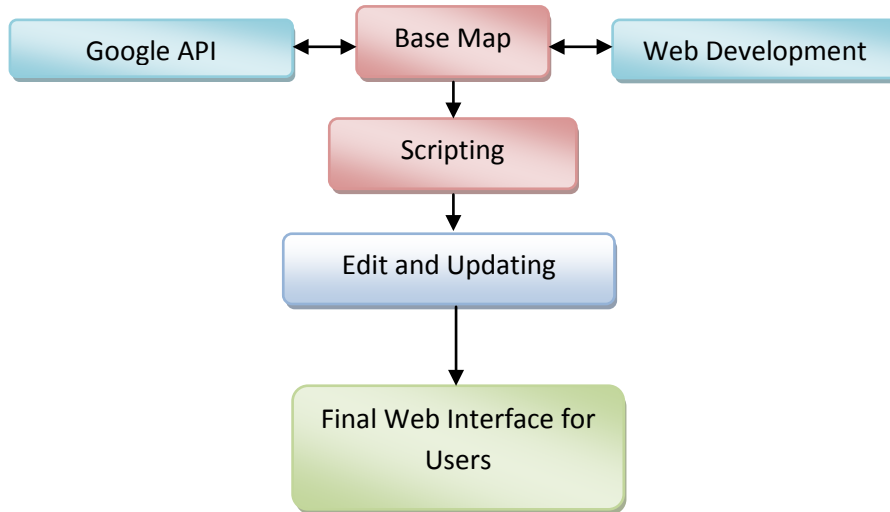 Google API
Base Map
Web Development
Scripting
Edit and Updating
Final Web Interface for
Users